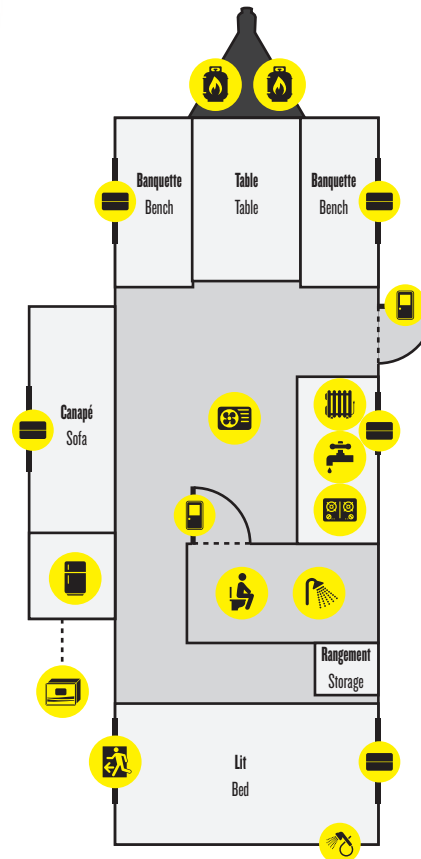 Banquette
Bench
Table
Table
Banquette
Bench
Canapé
Sofa
Rangement
Storage
Lit
Bed